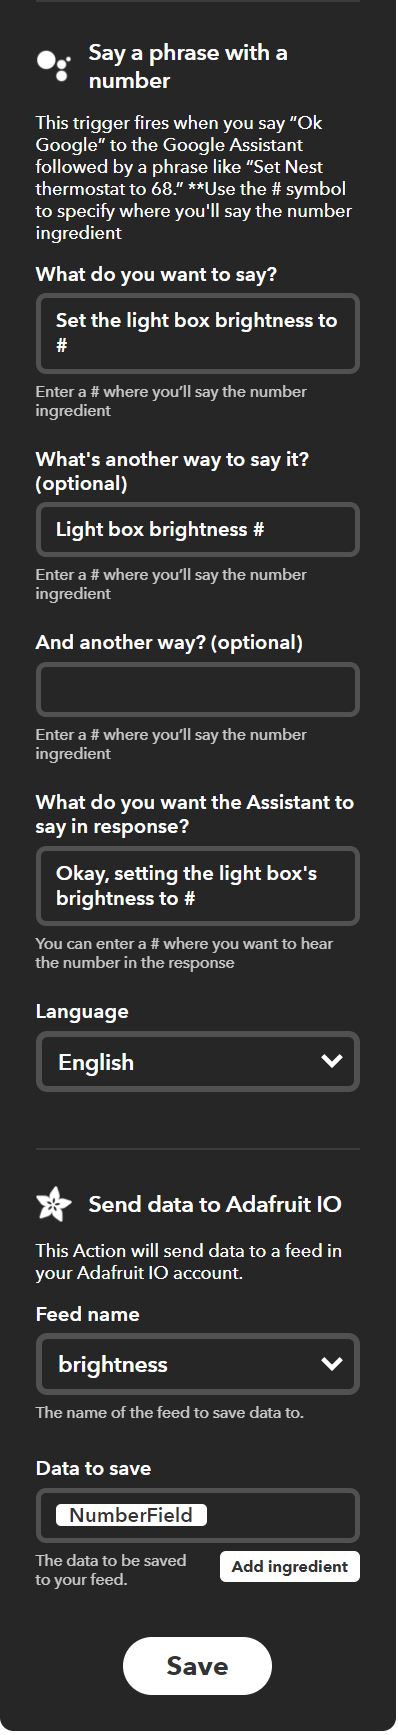 Say a phrase with a
number
This trigger fires when you say “Ok
Google” to the Google Assistant
followed by a phrase like “Set Nest
thermostat to 68.” **Use the # symbol
to specify where you'll say the number
ingredient
What do you want to say?
Set the light box brightness to
#
Enter a # where you’ll say the number
ingredient
What's another way to say it?
(optional)
Light box brightness #
Enter a # where you’ll say the number
ingredient
And another way? (optional)
Enter a # where you’ll say the number
ingredient
What do you want the Assistant to
say in response?
Okay, setting the light box's
brightness to #
You can enter a # where you want to hear
the number in the response
Language
English
Send data to Adafruit IO
This Action will send data to a feed in
your Adafruit IO account.
Feed name
brightness
The name of the feed to save data to.
Data to save
NumberField
The data to be saved
to your feed.
Add ingredient
Save